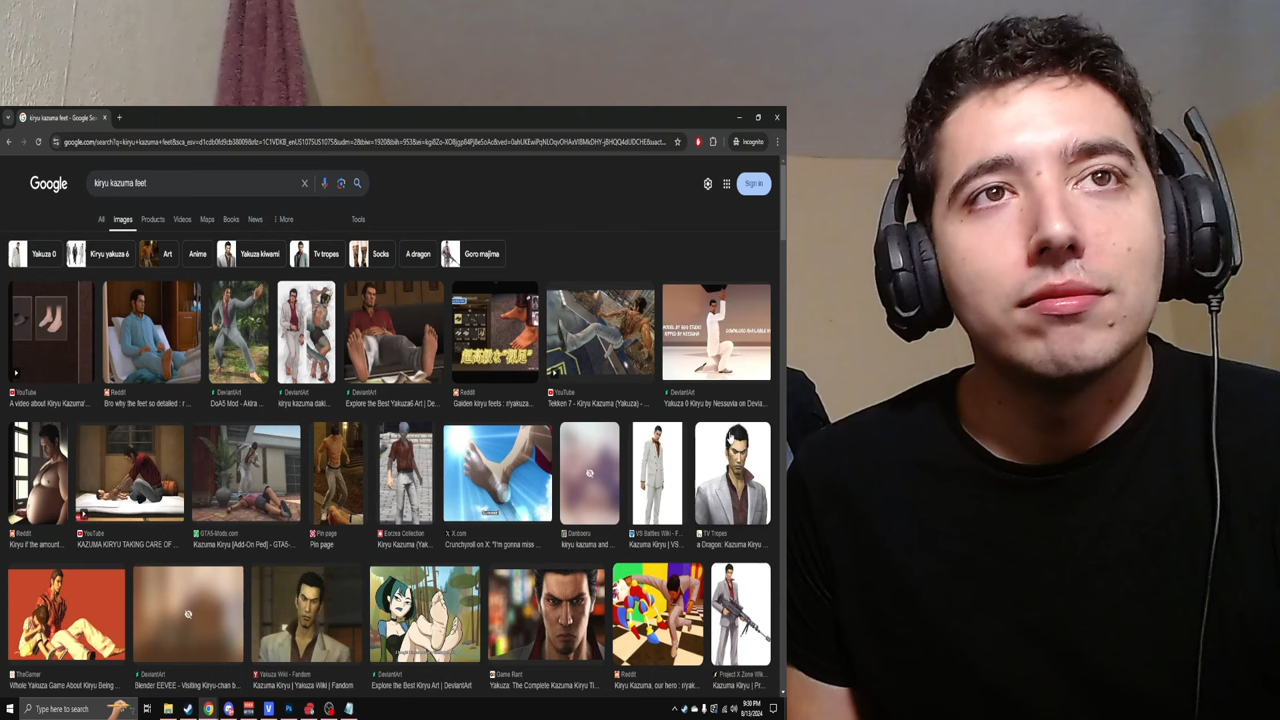 kiryu kazuma feet - Google Se
Incognito
Google
kiryu kazuma feet
Sign in
All Images Products Videos Maps Books News More Tools
Yakuza 0 Kiryu yakuza 6 Art Anime Yakuza kiwami Tv tropes Socks A dragon Goro majima
YouTube Reddit DeviantArt DeviantArt DeviantArt Reddit YouTube DeviantArt
A video about Kiryu Kazuma'... Bro why the feet so detailed : r ... DoA5 Mod - Akira ... kiryu kazuma daki... Explore the Best Yakuza6 Art | De... Gaiden kiryu feets : r/yakuza... Tekken 7 - Kiryu Kazuma (Yakuza) - ... Yakuza 0 Kiryu by Nessuvia on Devia...
Reddit YouTube GTA5-Mods.com Pin page Eorzea Collection X.com Danbooru VS Battles Wiki - F... TV Tropes
Kiryu if the amount... KAZUMA KIRYU TAKING CARE OF ... Kazuma Kiryu [Add-On Ped] - GTA5-... Pin page Kiryu Kazuma (Yak... Crunchyroll on X: "I'm gonna miss ... kiryu kazuma and ... Kazuma Kiryu | VS ... a Dragon: Kazuma Kiryu ...
TheGamer DeviantArt Yakuza Wiki - Fandom DeviantArt Game Rant Reddit Project X Zone Wik...
Whole Yakuza Game About Kiryu Being ... Blender EEVEE - Visiting Kiryu-chan b... Kazuma Kiryu | Yakuza Wiki | Fandom Explore the Best Kiryu Art | DeviantArt Yakuza: The Complete Kazuma Kiryu Ti... Kiryu Kazuma, our hero : r/yak... Kazuma Kiryu | Pr...
Type here to search
9:30 PM
8/13/2024